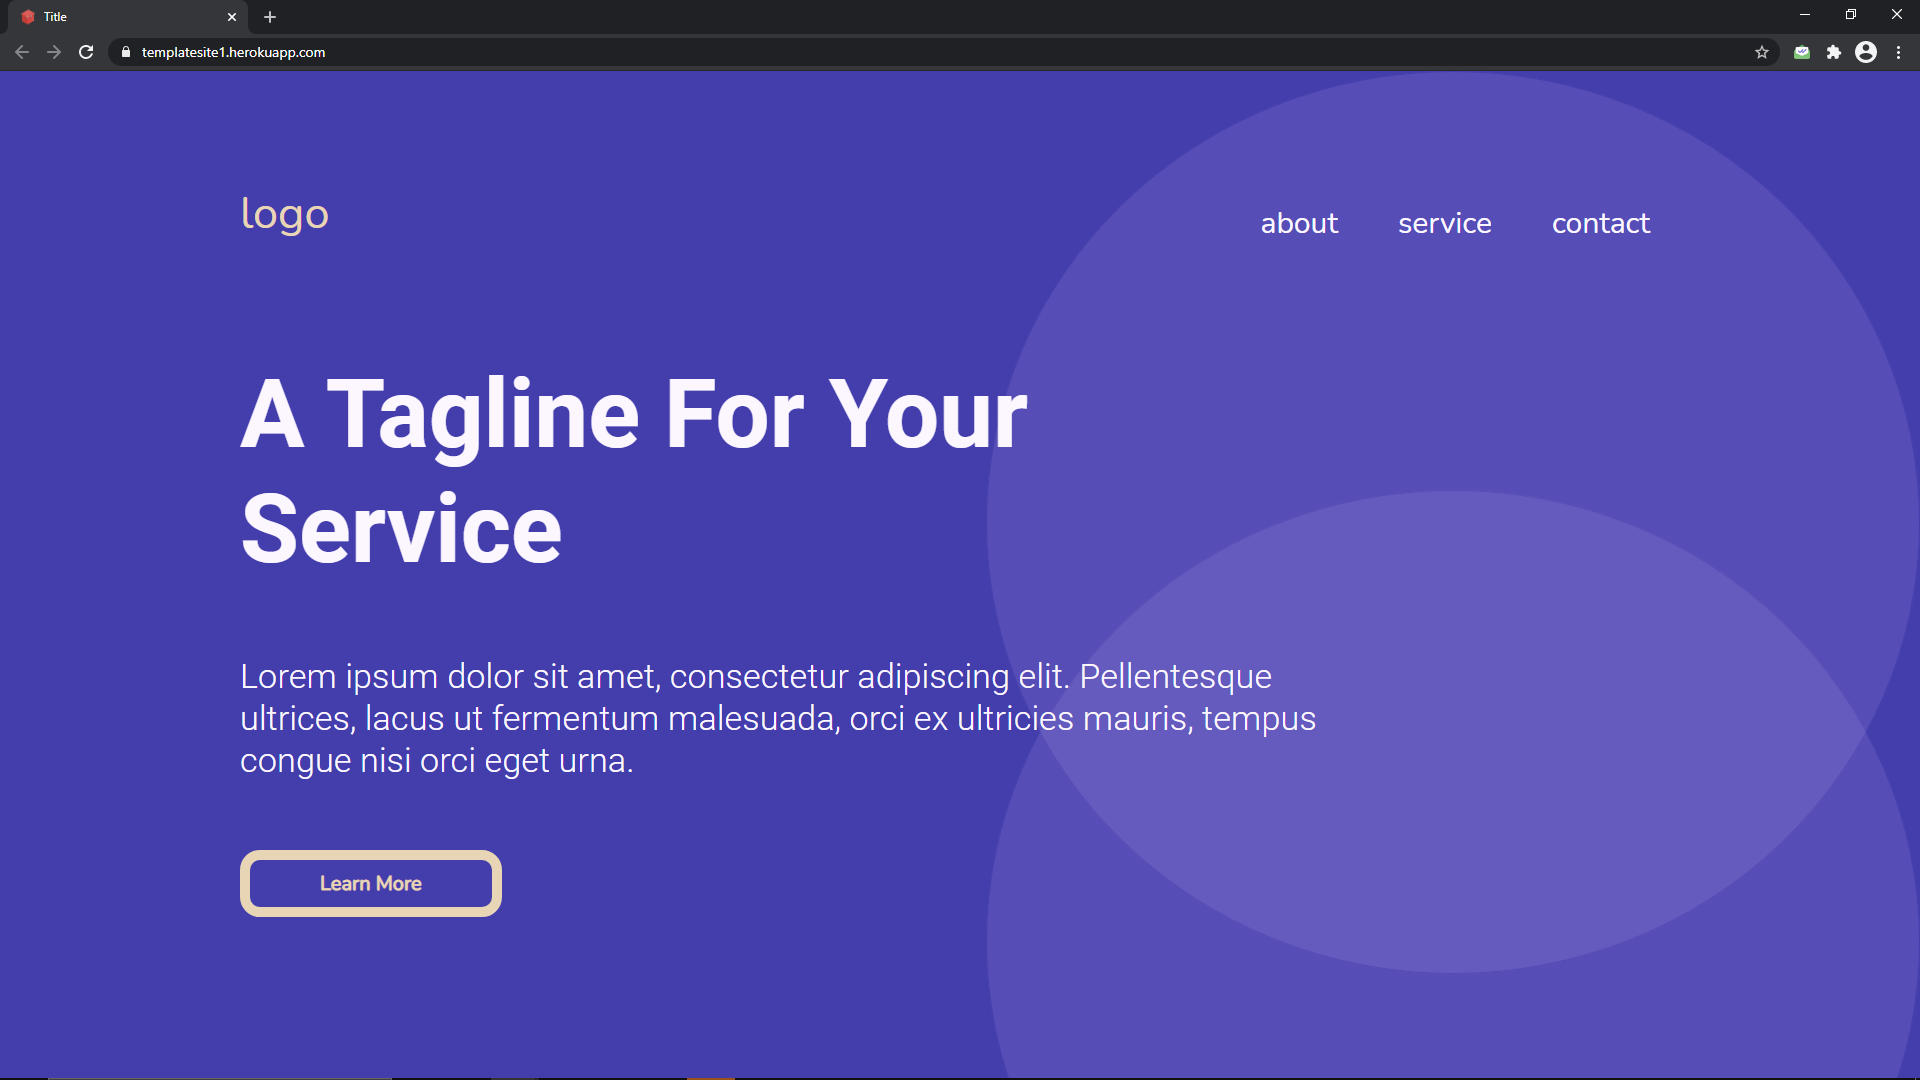 Title
templatesite1.herokuapp.com
logo
about service contact
A Tagline For Your
Service
Lorem ipsum dolor sit amet, consectetur adipiscing elit. Pellentesque
ultrices, lacus ut fermentum malesuada, orci ex ultricies mauris, tempus
congue nisi orci eget urna.
Learn More